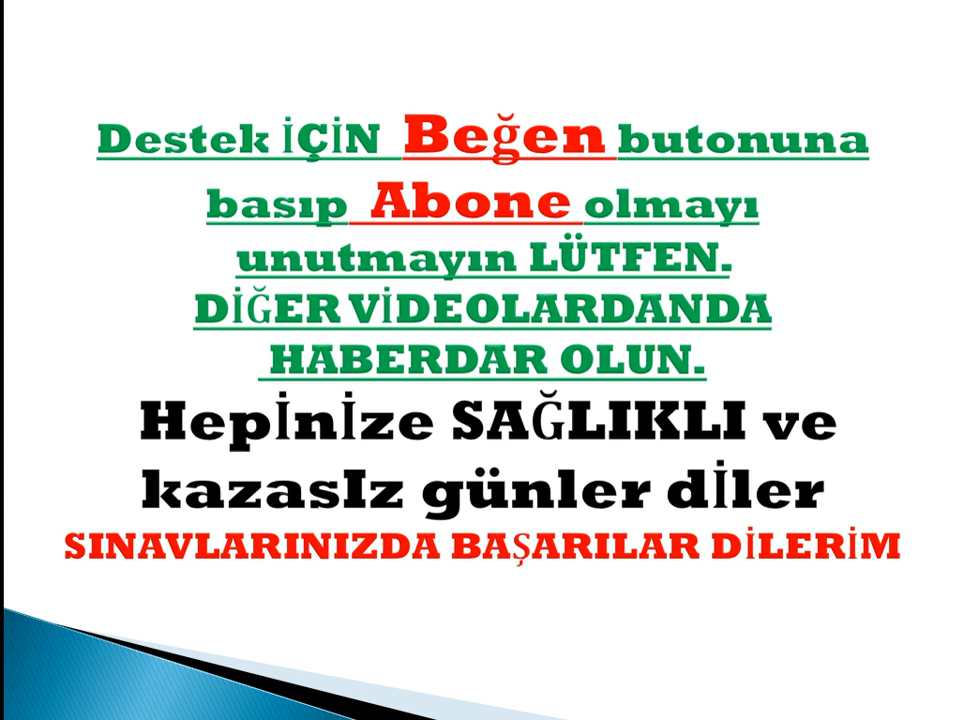 Destek İÇİN Beğen butonuna
basıp Abone olmayı
unutmayın LÜTFEN.
DİĞER VİDEOLARDANDA
HABERDAR OLUN.
Hepİnİze SAĞLIKLI ve
kazasIz günler dİler
SINAVLARINIZDA BAŞARILAR DİLERİM